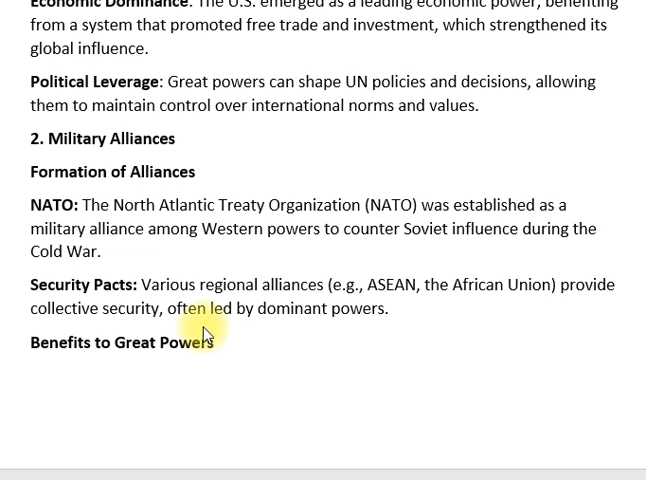 Economic Dominance: The U.S. emerged as a leading economic power, benefiting
from a system that promoted free trade and investment, which strengthened its
global influence.
Political Leverage: Great powers can shape UN policies and decisions, allowing
them to maintain control over international norms and values.
2. Military Alliances
Formation of Alliances
NATO: The North Atlantic Treaty Organization (NATO) was established as a
military alliance among Western powers to counter Soviet influence during the
Cold War.
Security Pacts: Various regional alliances (e.g., ASEAN, the African Union) provide
collective security, often led by dominant powers.
Benefits to Great Powers